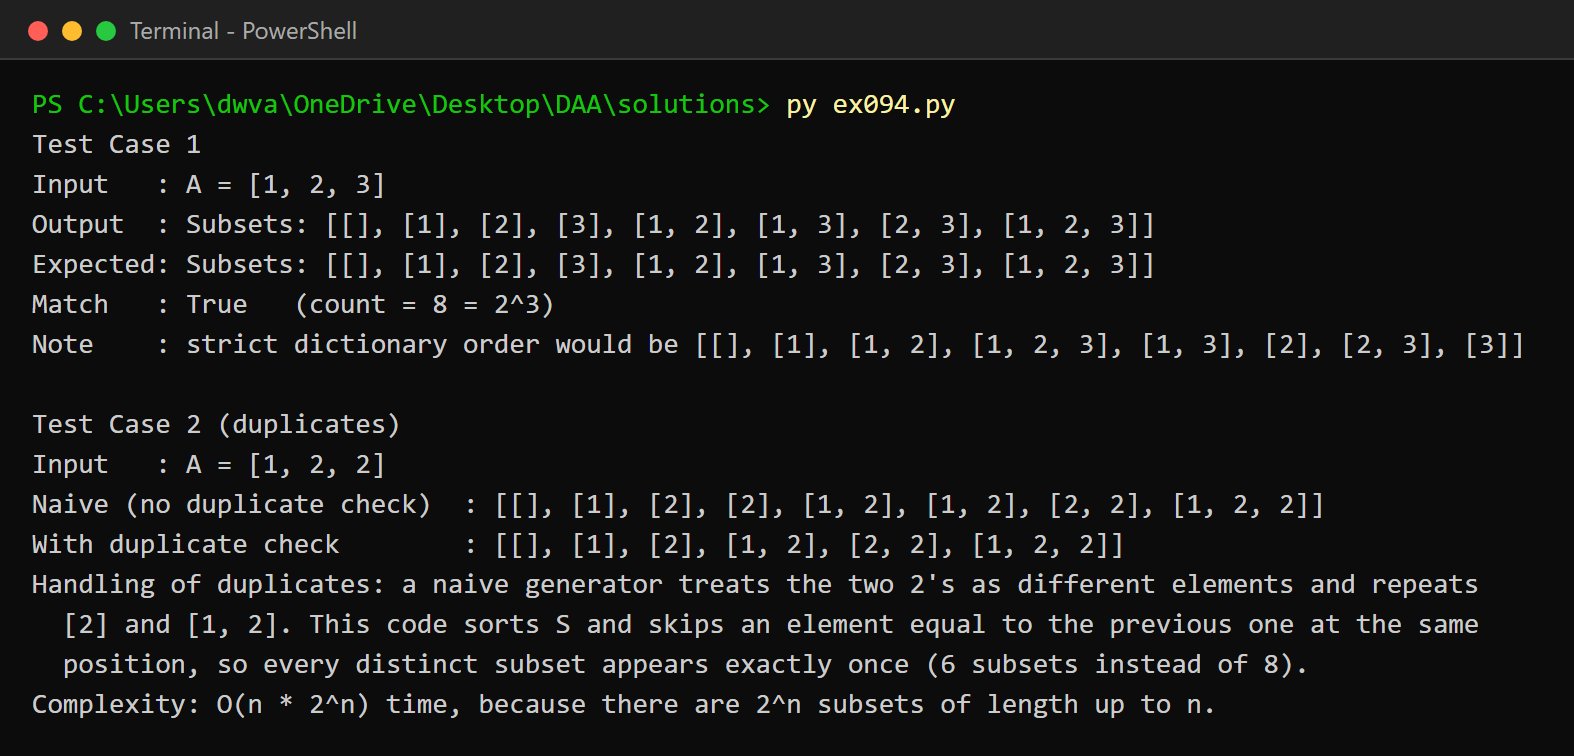 Terminal - PowerShell
PS C:\Users\dwva\OneDrive\Desktop\DAA\solutions> py ex094.py
Test Case 1
Input   : A = [1, 2, 3]
Output  : Subsets: [[], [1], [2], [3], [1, 2], [1, 3], [2, 3], [1, 2, 3]]
Expected: Subsets: [[], [1], [2], [3], [1, 2], [1, 3], [2, 3], [1, 2, 3]]
Match   : True   (count = 8 = 2^3)
Note    : strict dictionary order would be [[], [1], [1, 2], [1, 2, 3], [1, 3], [2], [2, 3], [3]]
Test Case 2 (duplicates)
Input   : A = [1, 2, 2]
Naive (no duplicate check)  : [[], [1], [2], [2], [1, 2], [1, 2], [2, 2], [1, 2, 2]]
With duplicate check        : [[], [1], [2], [1, 2], [2, 2], [1, 2, 2]]
Handling of duplicates: a naive generator treats the two 2's as different elements and repeats
  [2] and [1, 2]. This code sorts S and skips an element equal to the previous one at the same
  position, so every distinct subset appears exactly once (6 subsets instead of 8).
Complexity: O(n * 2^n) time, because there are 2^n subsets of length up to n.